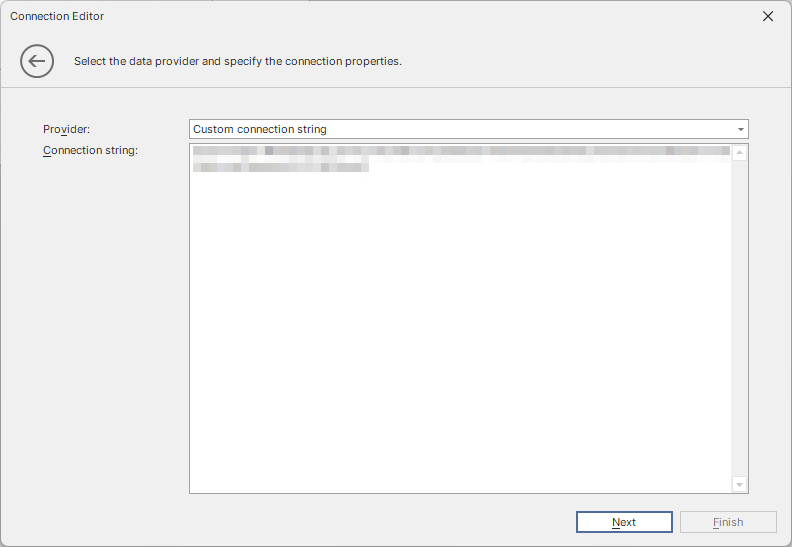 Connection Editor
Select the data provider and specify the connection properties.
Provider:
Custom connection string
Connection string:
Next
Finish